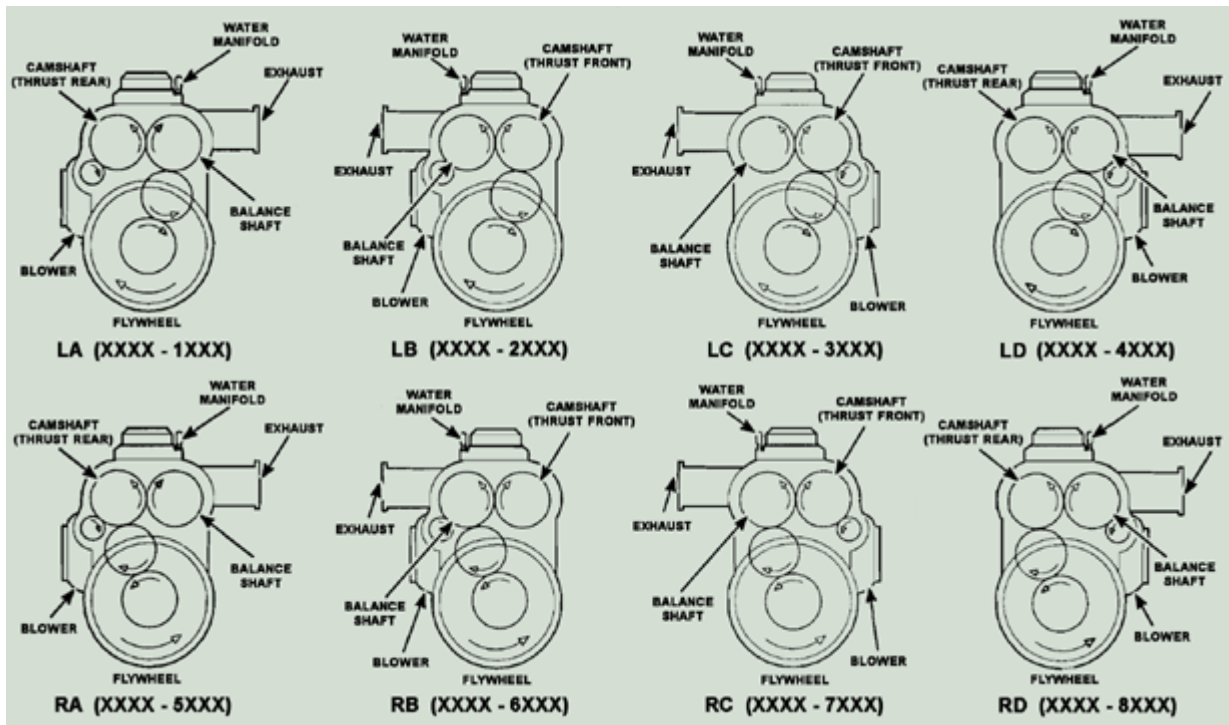 WATER
MANIFOLD
CAMSHAFT
(THRUST REAR)
EXHAUST
BALANCE
SHAFT
BLOWER
FLYWHEEL
LA (XXXX - 1XXX)
WATER
MANIFOLD
CAMSHAFT
(THRUST FRONT)
EXHAUST
BALANCE
SHAFT
BLOWER
FLYWHEEL
LB (XXXX - 2XXX)
WATER
MANIFOLD
CAMSHAFT
(THRUST FRONT)
EXHAUST
BALANCE
SHAFT
BLOWER
FLYWHEEL
LC (XXXX - 3XXX)
WATER
MANIFOLD
CAMSHAFT
(THRUST REAR)
EXHAUST
BALANCE
SHAFT
BLOWER
FLYWHEEL
LD (XXXX - 4XXX)
WATER
MANIFOLD
CAMSHAFT
(THRUST REAR)
EXHAUST
BALANCE
SHAFT
BLOWER
FLYWHEEL
RA (XXXX - 5XXX)
WATER
MANIFOLD
CAMSHAFT
(THRUST FRONT)
EXHAUST
BALANCE
SHAFT
BLOWER
FLYWHEEL
RB (XXXX - 6XXX)
WATER
MANIFOLD
CAMSHAFT
(THRUST FRONT)
EXHAUST
BALANCE
SHAFT
BLOWER
FLYWHEEL
RC (XXXX - 7XXX)
WATER
MANIFOLD
CAMSHAFT
(THRUST REAR)
EXHAUST
BALANCE
SHAFT
BLOWER
FLYWHEEL
RD (XXXX - 8XXX)